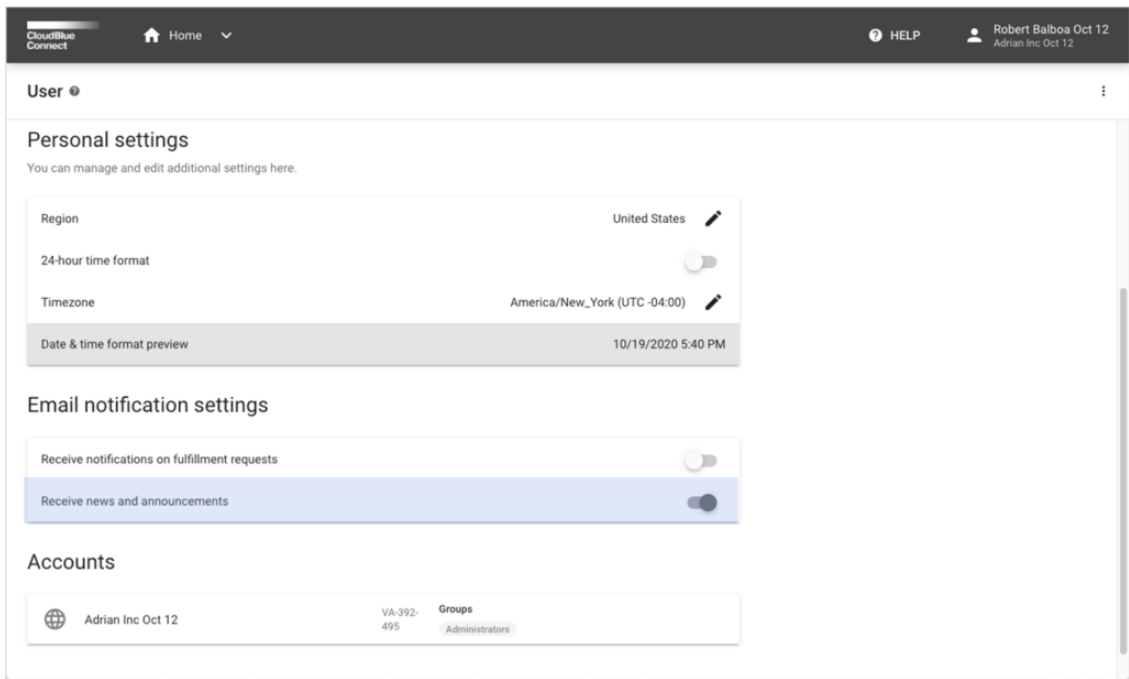 CloudBlue
Connect
Home
HELP
Robert Balboa Oct 12
Adrian Inc Oct 12
User
Personal settings
You can manage and edit additional settings here.
Region United States
24-hour time format
Timezone America/New_York (UTC -04:00)
Date & time format preview 10/19/2020 5:40 PM
Email notification settings
Receive notifications on fulfillment requests
Receive news and announcements
Accounts
Adrian Inc Oct 12
VA-392-
495
Groups
Administrators